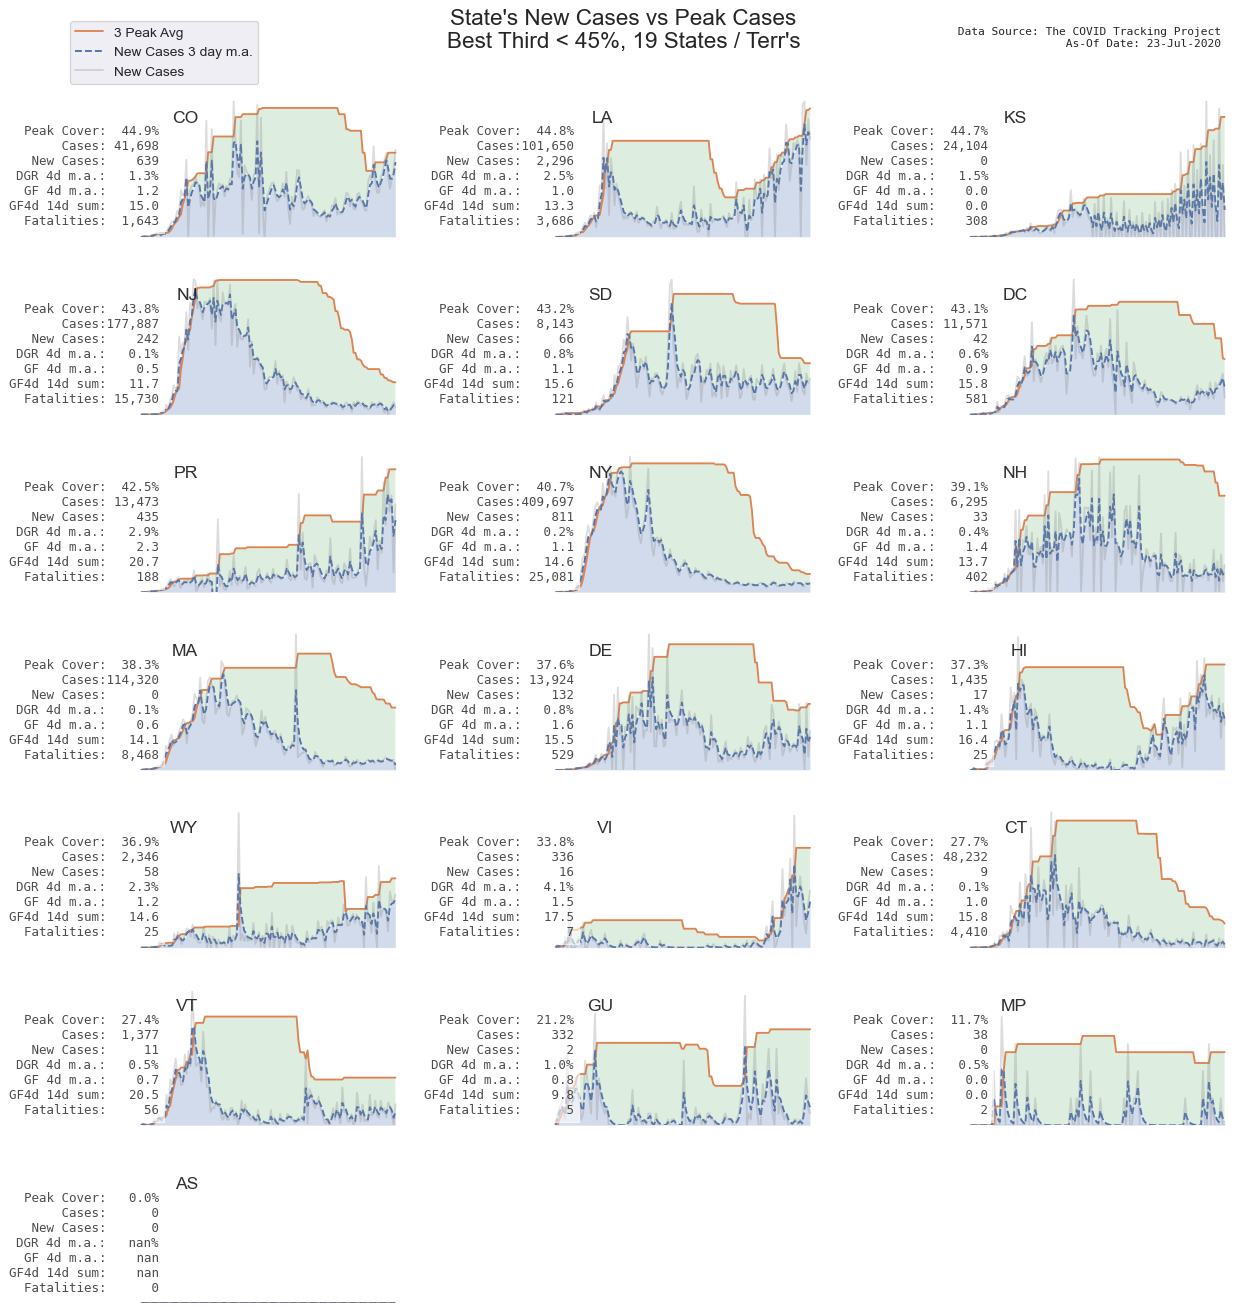 State's New Cases vs Peak Cases
Best Third < 45%, 19 States / Terr's
3 Peak Avg
New Cases 3 day m.a.
New Cases
Data Source: The COVID Tracking Project
As-Of Date: 23-Jul-2020
CO
Peak Cover: 44.9%
Cases: 41,698
New Cases: 639
DGR 4d m.a.: 1.3%
GF 4d m.a.: 1.2
GF4d 14d sum: 15.0
Fatalities: 1,643
LA
Peak Cover: 44.8%
Cases:101,650
New Cases: 2,296
DGR 4d m.a.: 2.5%
GF 4d m.a.: 1.0
GF4d 14d sum: 13.3
Fatalities: 3,686
KS
Peak Cover: 44.7%
Cases: 24,104
New Cases: 0
DGR 4d m.a.: 1.5%
GF 4d m.a.: 0.0
GF4d 14d sum: 0.0
Fatalities: 308
NJ
Peak Cover: 43.8%
Cases:177,887
New Cases: 242
DGR 4d m.a.: 0.1%
GF 4d m.a.: 0.5
GF4d 14d sum: 11.7
Fatalities: 15,730
SD
Peak Cover: 43.2%
Cases: 8,143
New Cases: 66
DGR 4d m.a.: 0.8%
GF 4d m.a.: 1.1
GF4d 14d sum: 15.6
Fatalities: 121
DC
Peak Cover: 43.1%
Cases: 11,571
New Cases: 42
DGR 4d m.a.: 0.6%
GF 4d m.a.: 0.9
GF4d 14d sum: 15.8
Fatalities: 581
PR
Peak Cover: 42.5%
Cases: 13,473
New Cases: 435
DGR 4d m.a.: 2.9%
GF 4d m.a.: 2.3
GF4d 14d sum: 20.7
Fatalities: 188
NY
Peak Cover: 40.7%
Cases:409,697
New Cases: 811
DGR 4d m.a.: 0.2%
GF 4d m.a.: 1.1
GF4d 14d sum: 14.6
Fatalities: 25,081
NH
Peak Cover: 39.1%
Cases: 6,295
New Cases: 33
DGR 4d m.a.: 0.4%
GF 4d m.a.: 1.4
GF4d 14d sum: 13.7
Fatalities: 402
MA
Peak Cover: 38.3%
Cases:114,320
New Cases: 0
DGR 4d m.a.: 0.1%
GF 4d m.a.: 0.6
GF4d 14d sum: 14.1
Fatalities: 8,468
DE
Peak Cover: 37.6%
Cases: 13,924
New Cases: 132
DGR 4d m.a.: 0.8%
GF 4d m.a.: 1.6
GF4d 14d sum: 15.5
Fatalities: 529
HI
Peak Cover: 37.3%
Cases: 1,435
New Cases: 17
DGR 4d m.a.: 1.4%
GF 4d m.a.: 1.1
GF4d 14d sum: 16.4
Fatalities: 25
WY
Peak Cover: 36.9%
Cases: 2,346
New Cases: 58
DGR 4d m.a.: 2.3%
GF 4d m.a.: 1.2
GF4d 14d sum: 14.6
Fatalities: 25
VI
Peak Cover: 33.8%
Cases: 336
New Cases: 16
DGR 4d m.a.: 4.1%
GF 4d m.a.: 1.5
GF4d 14d sum: 17.5
Fatalities: 7
CT
Peak Cover: 27.7%
Cases: 48,232
New Cases: 9
DGR 4d m.a.: 0.1%
GF 4d m.a.: 1.0
GF4d 14d sum: 15.8
Fatalities: 4,410
VT
Peak Cover: 27.4%
Cases: 1,377
New Cases: 11
DGR 4d m.a.: 0.5%
GF 4d m.a.: 0.7
GF4d 14d sum: 20.5
Fatalities: 56
GU
Peak Cover: 21.2%
Cases: 332
New Cases: 2
DGR 4d m.a.: 1.0%
GF 4d m.a.: 0.8
GF4d 14d sum: 9.8
Fatalities: 5
MP
Peak Cover: 11.7%
Cases: 38
New Cases: 0
DGR 4d m.a.: 0.5%
GF 4d m.a.: 0.0
GF4d 14d sum: 0.0
Fatalities: 2
AS
Peak Cover: 0.0%
Cases: 0
New Cases: 0
DGR 4d m.a.: nan%
GF 4d m.a.: nan
GF4d 14d sum: nan
Fatalities: 0